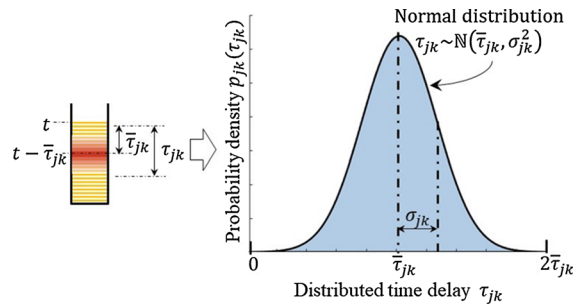 t
t − τ̅ⱼₖ
τ̅ⱼₖ
τⱼₖ
Probability density pⱼₖ(τⱼₖ)
Normal distribution
τⱼₖ~ℕ(τ̅ⱼₖ, σ²ⱼₖ)
σⱼₖ
0
τ̅ⱼₖ
2τ̅ⱼₖ
Distributed time delay τⱼₖ